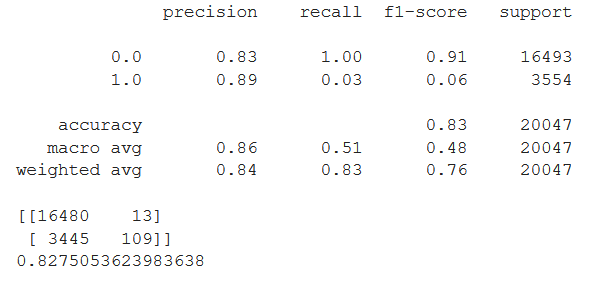 precision recall f1-score support
0.0 0.83 1.00 0.91 16493
1.0 0.89 0.03 0.06 3554
accuracy 0.83 20047
macro avg 0.86 0.51 0.48 20047
weighted avg 0.84 0.83 0.76 20047
[[16480 13]
[ 3445 109]]
0.8275053623983638